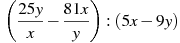 (25y/x − 81x/y) : (5x − 9y)